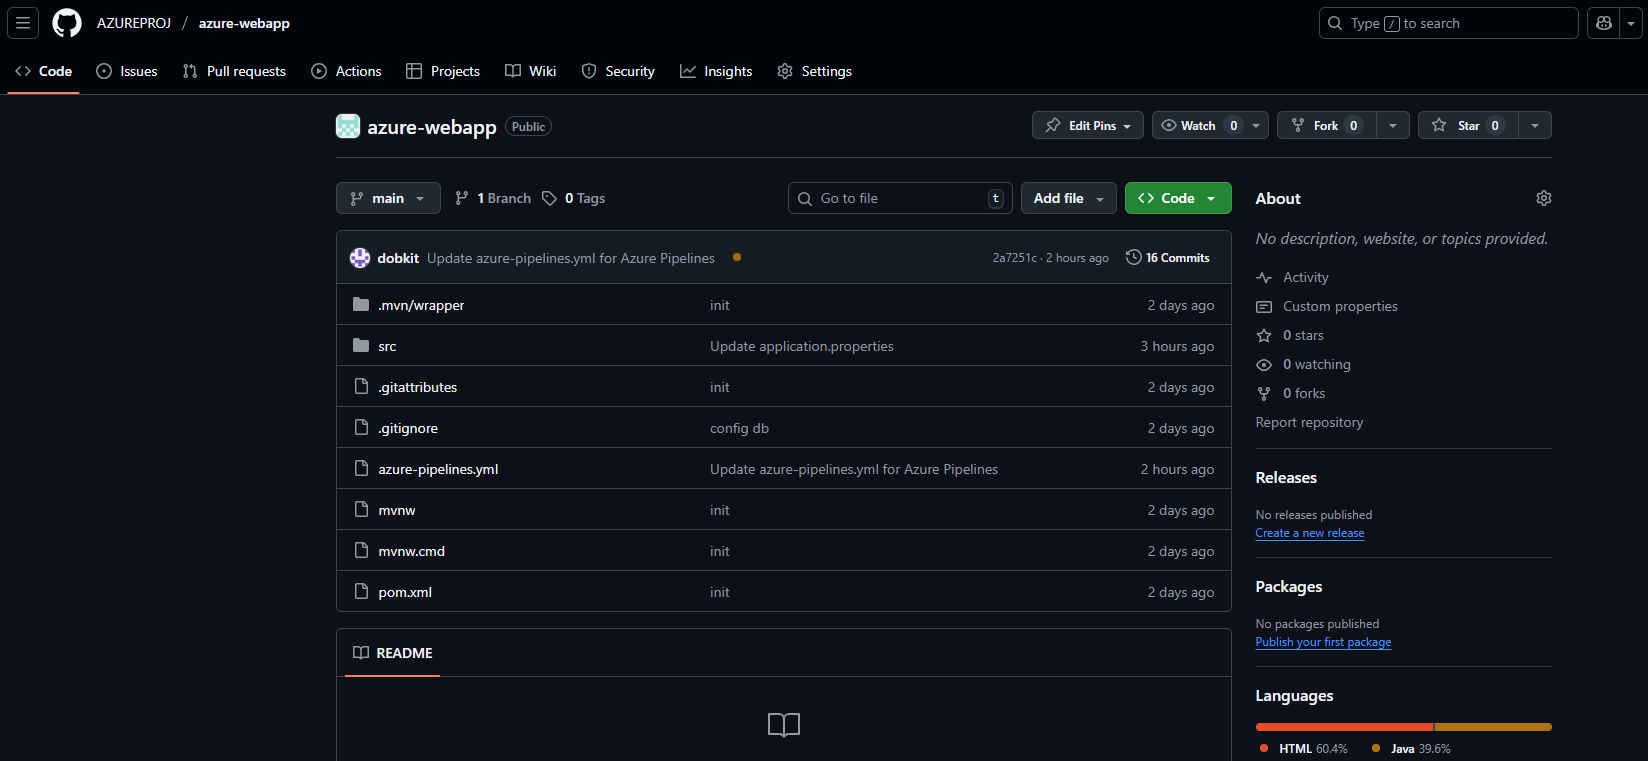 AZUREPROJ / azure-webapp
Type / to search
Code Issues Pull requests Actions Projects Wiki Security Insights Settings
azure-webapp Public
Edit Pins Watch 0 Fork 0 Star 0
main 1 Branch 0 Tags
Go to file t Add file Code
dobkit Update azure-pipelines.yml for Azure Pipelines 2a7251c · 2 hours ago 16 Commits
.mvn/wrapper init 2 days ago
src Update application.properties 3 hours ago
.gitattributes init 2 days ago
.gitignore config db 2 days ago
azure-pipelines.yml Update azure-pipelines.yml for Azure Pipelines 2 hours ago
mvnw init 2 days ago
mvnw.cmd init 2 days ago
pom.xml init 2 days ago
README
About
No description, website, or topics provided.
Activity
Custom properties
0 stars
0 watching
0 forks
Report repository
Releases
No releases published
Create a new release
Packages
No packages published
Publish your first package
Languages
HTML 60.4% Java 39.6%